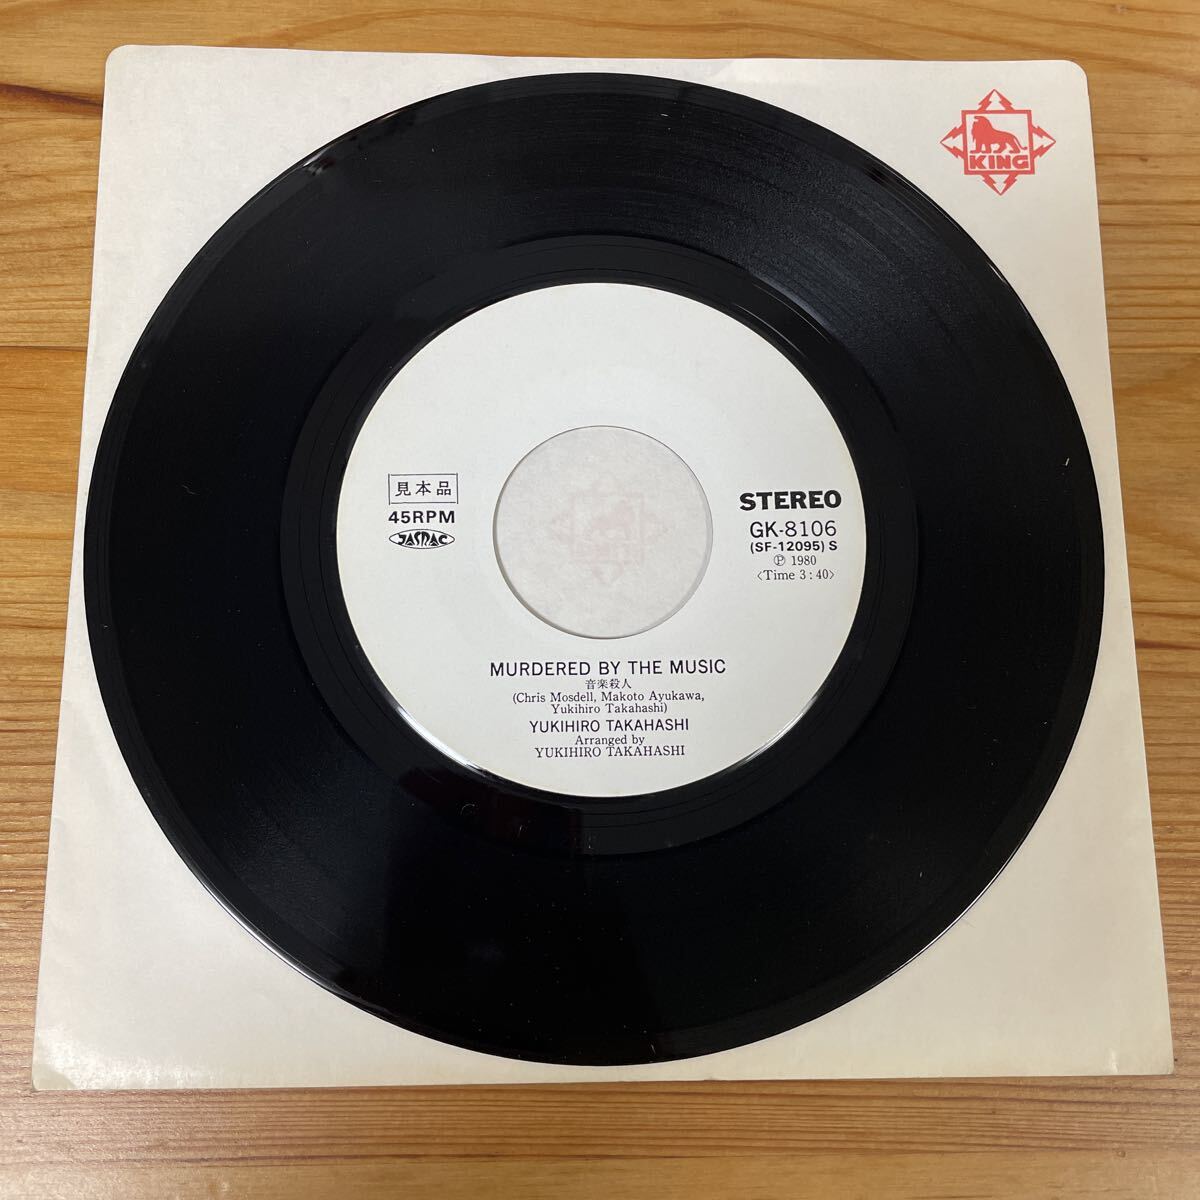 KING
見本品
45RPM
JASRAC
STEREO
GK-8106
(SF-12095) S
Ⓟ 1980
〈Time 3:40〉
MURDERED BY THE MUSIC
音楽殺人
(Chris Mosdell, Makoto Ayukawa,
Yukihiro Takahashi)
YUKIHIRO TAKAHASHI
Arranged by
YUKIHIRO TAKAHASHI